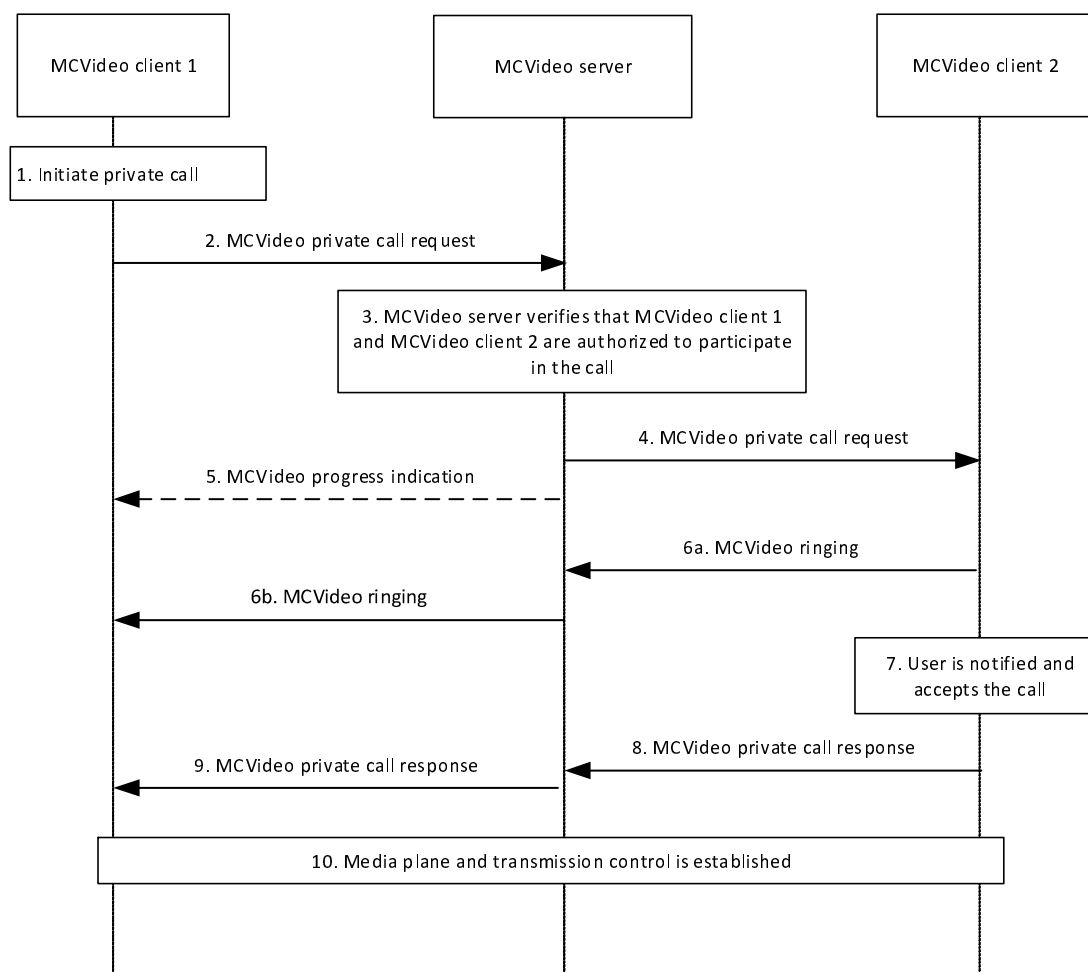 MCVideo client 1
MCVideo server
MCVideo client 2
1. Initiate private call
2. MCVideo private call request
3. MCVideo server verifies that MCVideo client 1
and MCVideo client 2 are authorized to participate
in the call
4. MCVideo private call request
5. MCVideo progress indication
6a. MCVideo ringing
6b. MCVideo ringing
7. User is notified and
accepts the call
8. MCVideo private call response
9. MCVideo private call response
10. Media plane and transmission control is established